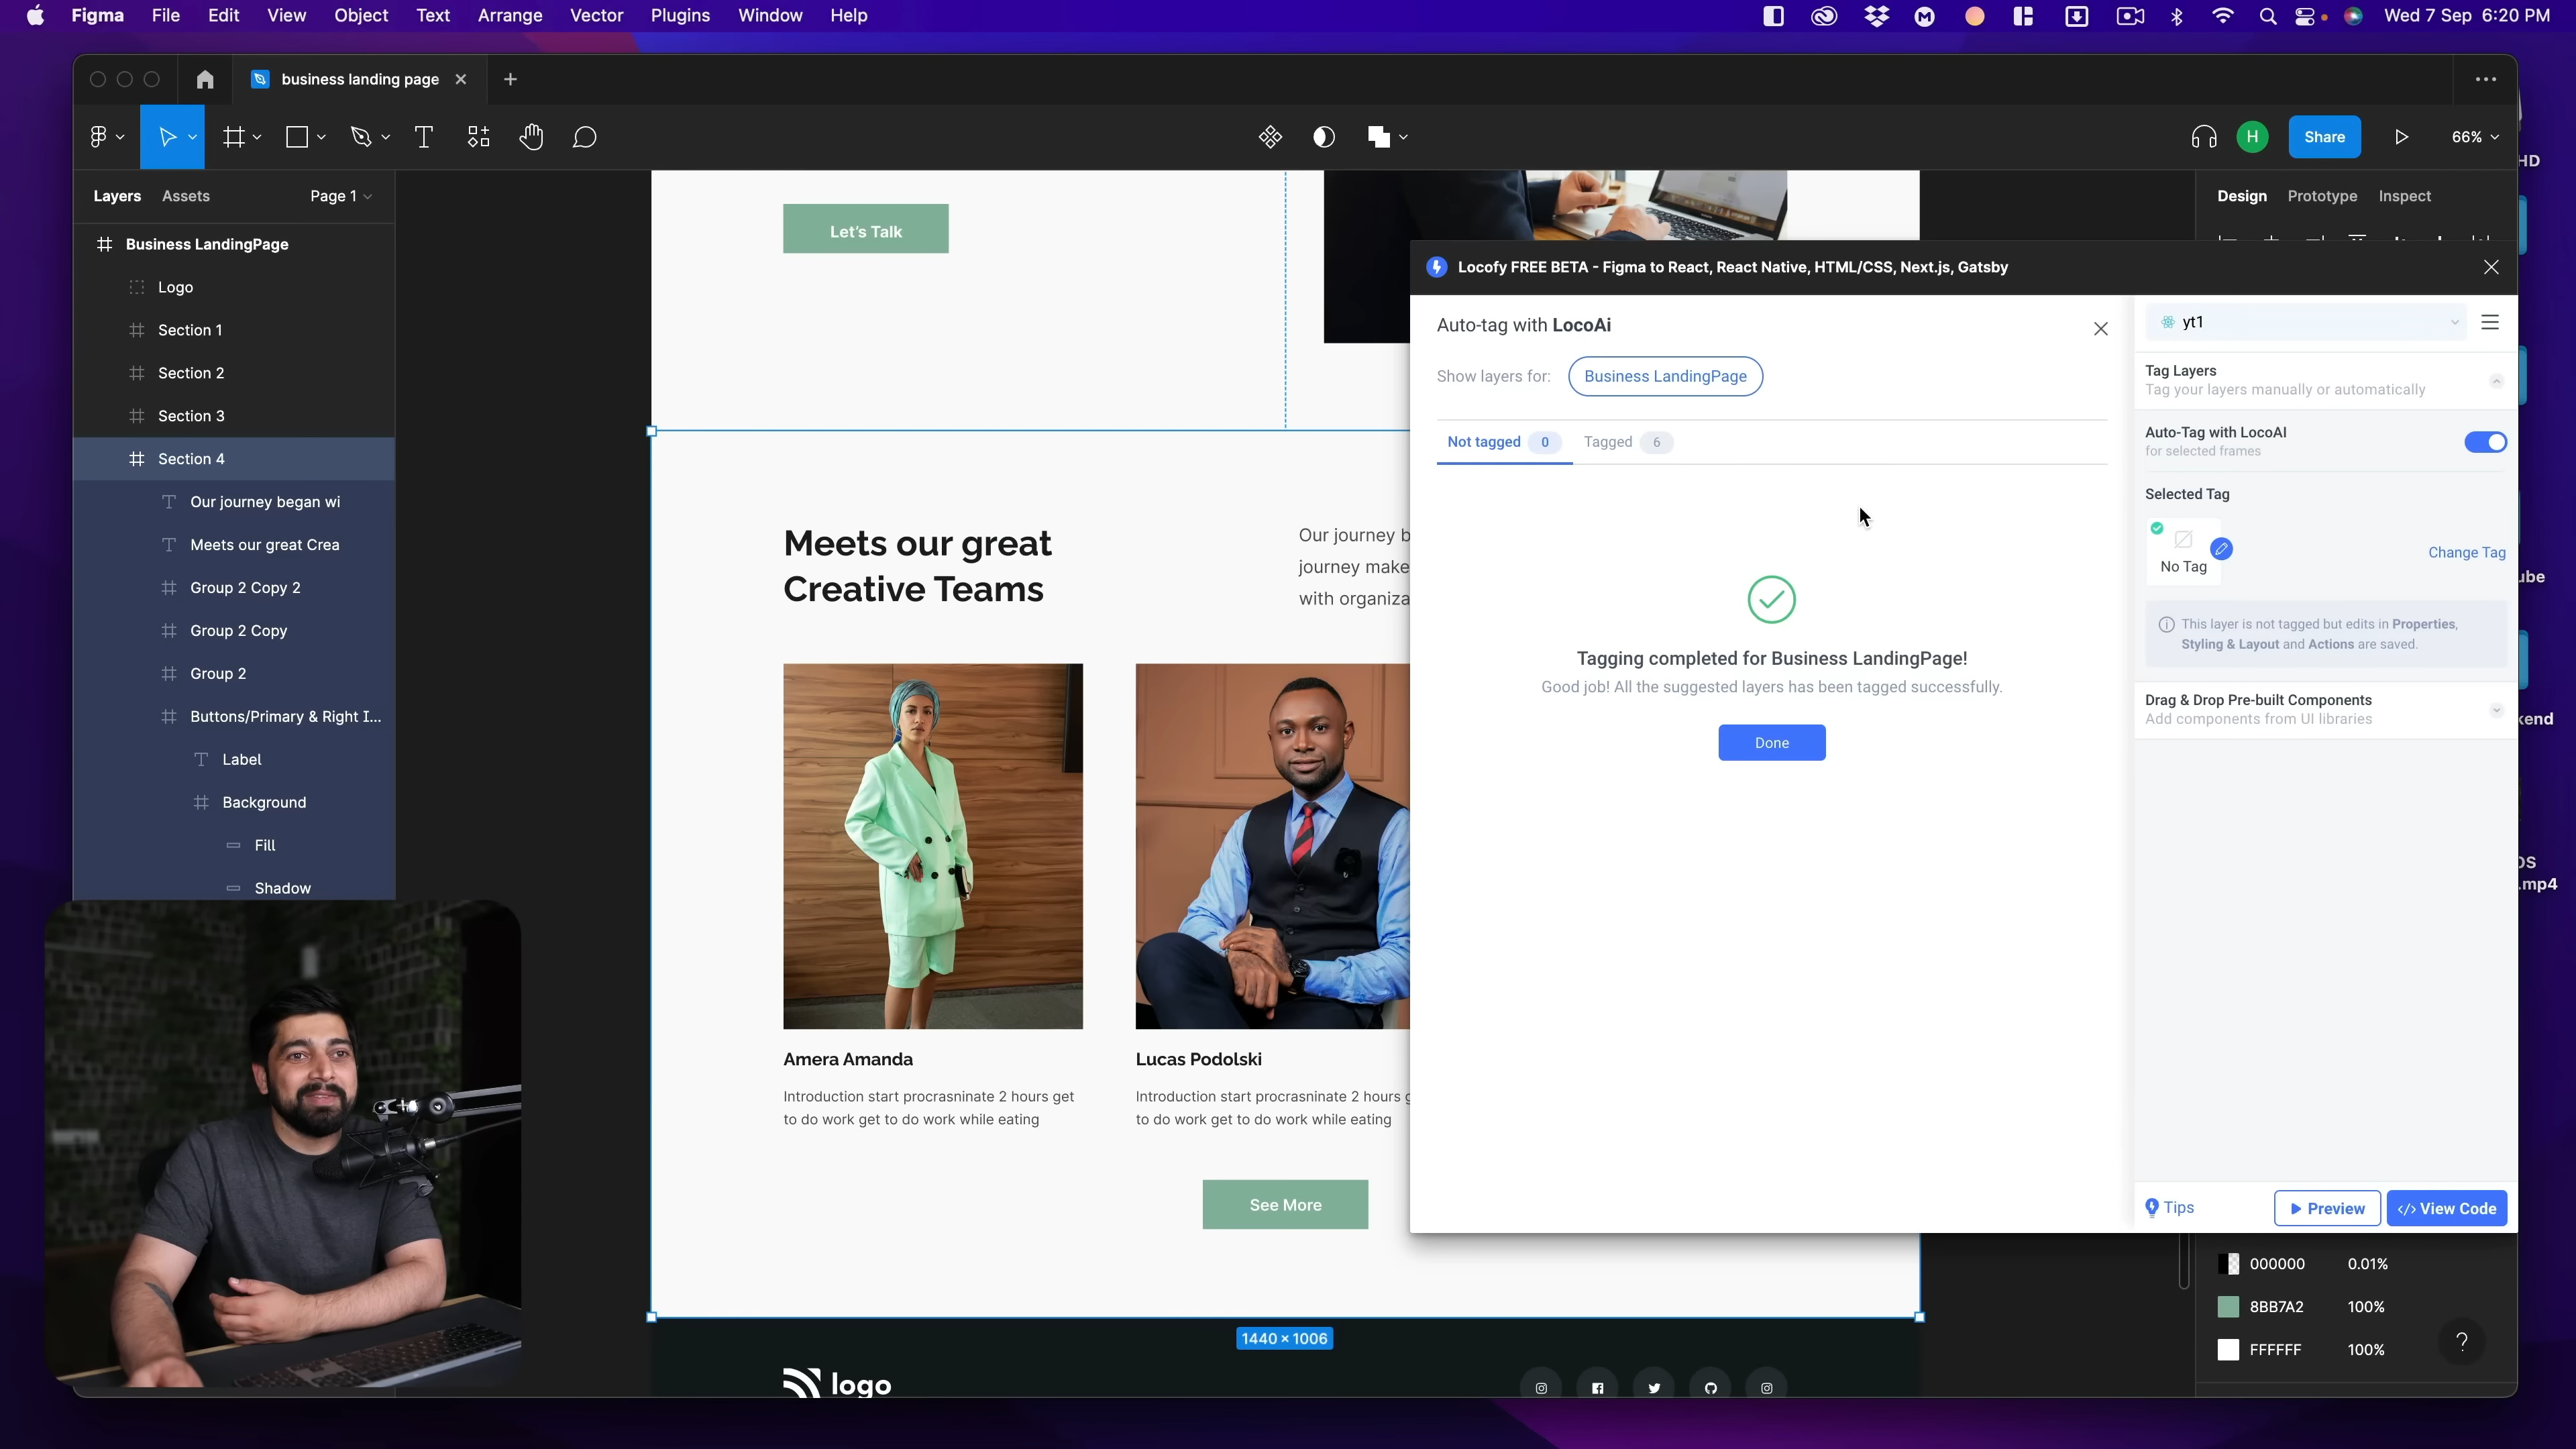 Figma File Edit View Object Text Arrange Vector Plugins Window Help
Wed 7 Sep 6:20 PM
business landing page
H
Share
66%
Layers
Assets
Page 1
Business LandingPage
Logo
Section 1
Section 2
Section 3
Section 4
Our journey began wi
Meets our great Crea
Group 2 Copy 2
Group 2 Copy
Group 2
Buttons/Primary & Right I...
Label
Background
Fill
Shadow
Let's Talk
Meets our great
Creative Teams
Our journey b
journey make
with organiza
Amera Amanda
Introduction start procrasninate 2 hours get
to do work get to do work while eating
Lucas Podolski
Introduction start procrasninate 2 hours g
to do work get to do work while eating
See More
1440 × 1006
logo
Design
Prototype
Inspect
Locofy FREE BETA - Figma to React, React Native, HTML/CSS, Next.js, Gatsby
Auto-tag with LocoAi
Show layers for:
Business LandingPage
Not tagged 0
Tagged 6
Tagging completed for Business LandingPage!
Good job! All the suggested layers has been tagged successfully.
Done
yt1
Tag Layers
Tag your layers manually or automatically
Auto-Tag with LocoAI
for selected frames
Selected Tag
No Tag
Change Tag
This layer is not tagged but edits in Properties,
Styling & Layout and Actions are saved.
Drag & Drop Pre-built Components
Add components from UI libraries
Tips
Preview
</> View Code
000000 0.01%
8BB7A2 100%
FFFFFF 100%
?
HD
ube
kend
OS
.mp4